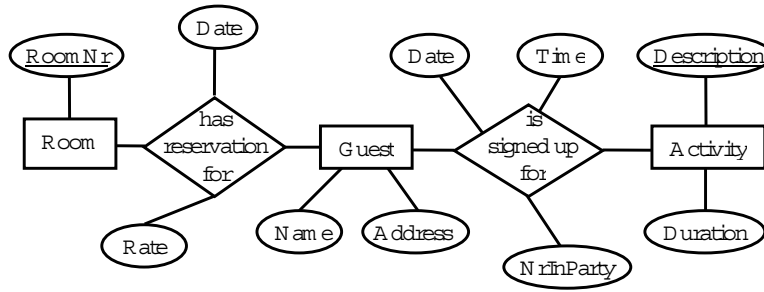 Date
RoomNr
Date
Time
Description
has
reservation
for
is
signed up
for
Room
Guest
Activity
Rate
Name
Address
NrInParty
Duration